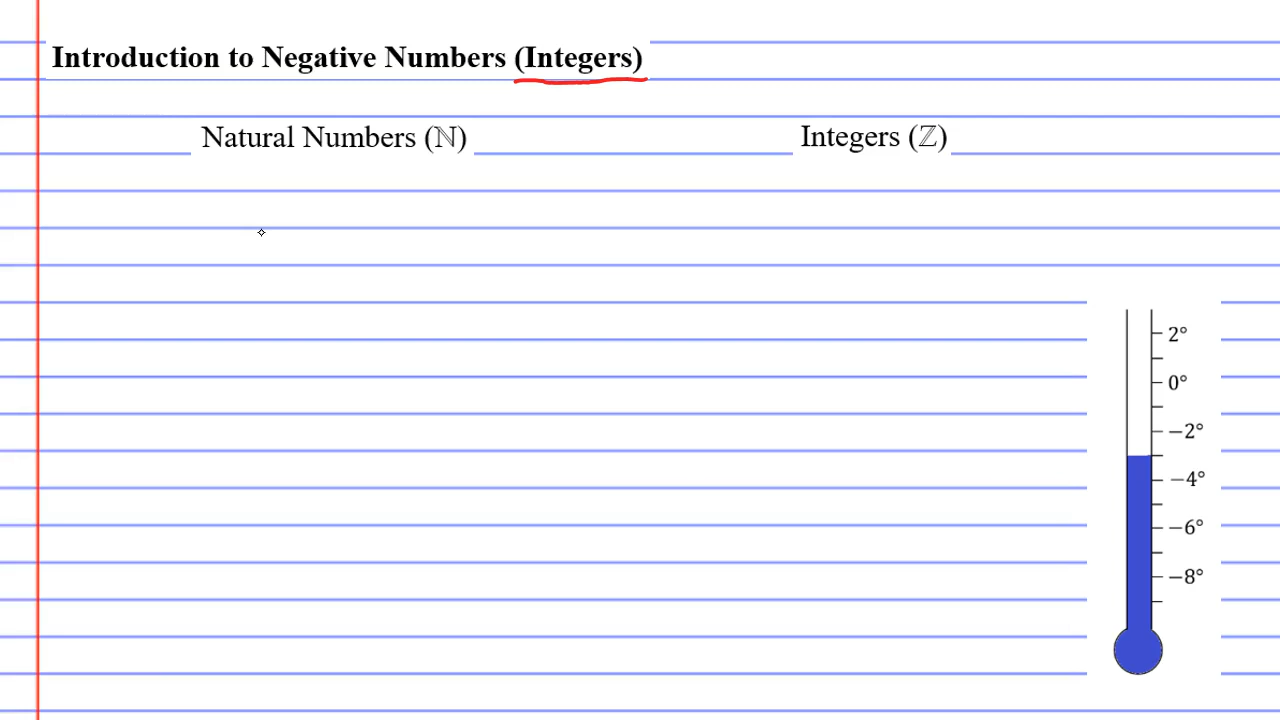 Introduction to Negative Numbers (Integers)
Natural Numbers (ℕ)
Integers (ℤ)
2°
0°
−2°
−4°
−6°
−8°